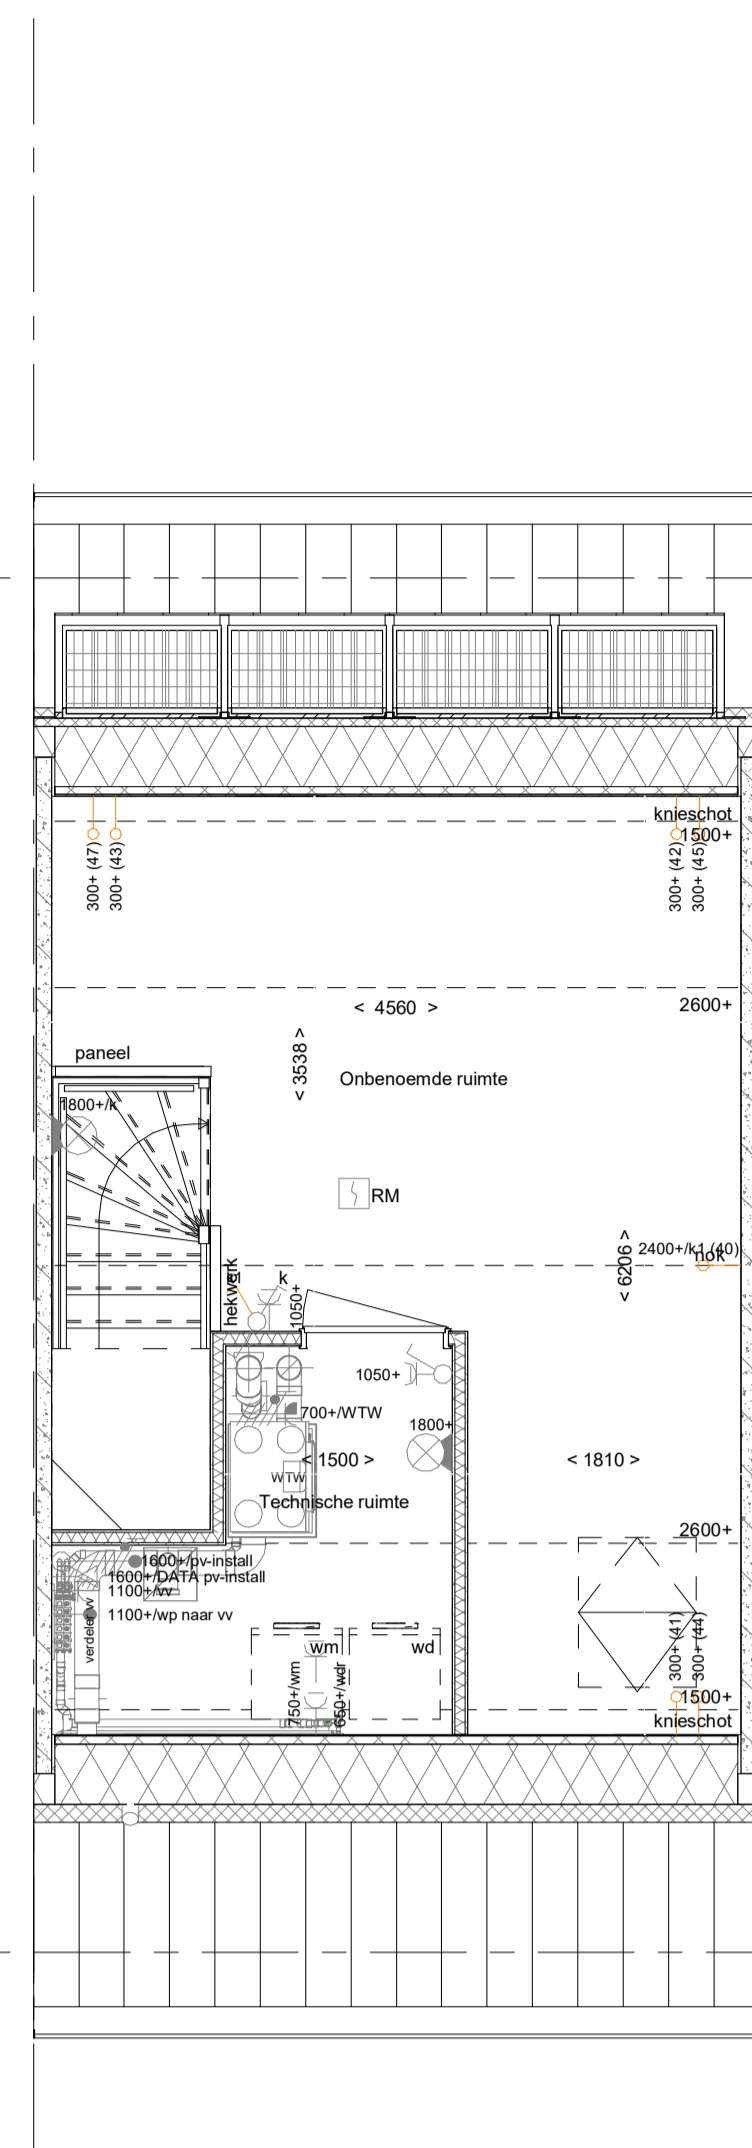 knieschot
1500+
300+ (47)
300+ (43)
300+ (42)
300+ (45)
< 4560 >
2600+
< 3538 >
paneel
Onbenoemde ruimte
1800+/k
RM
2400+/k1 (40)
nok
< 6206 >
hekwerk
k
1050+
1050+
700+/WTW
1800+
< 1500 >
< 1810 >
WTW
Technische ruimte
2600+
1600+/pv-install
1600+/DATA pv-install
1100+/vv
1100+/wp naar vv
verdeler vv
wm
wd
750+/wm
650+/wdr
300+ (41)
300+ (44)
1500+
knieschot